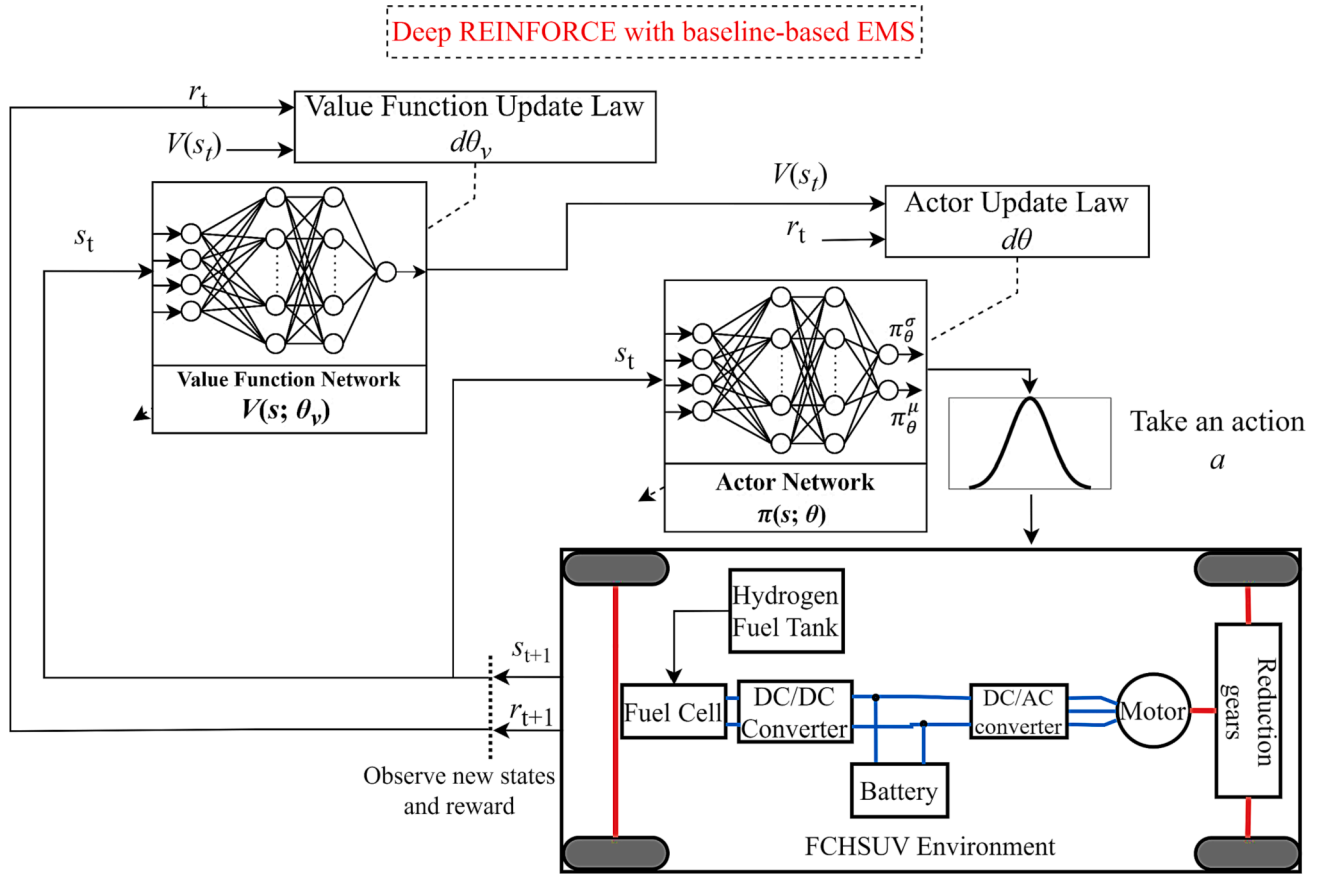 Deep REINFORCE with baseline-based EMS
r_t
Value Function Update Law
dθ_v
V(s_t)
V(s_t)
Actor Update Law
dθ
r_t
s_t
Value Function Network
V(s; θ_v)
s_t
π_θ^σ
π_θ^μ
Actor Network
π(s; θ)
Take an action
a
s_t+1
r_t+1
Observe new states
and reward
Hydrogen
Fuel Tank
Fuel Cell
DC/DC
Converter
DC/AC
converter
Motor
Reduction
gears
Battery
FCHSUV Environment